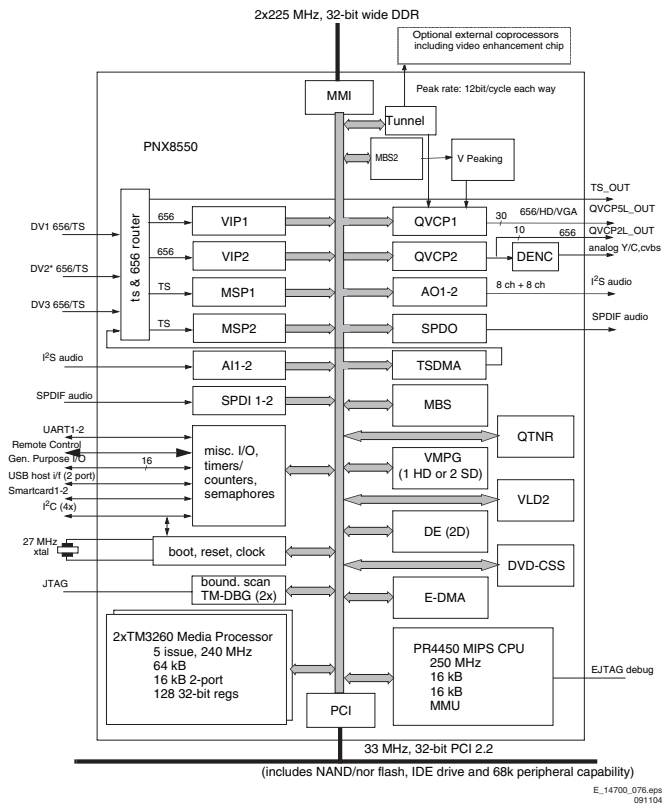 2x225 MHz, 32-bit wide DDR
Optional external coprocessors
including video enhancement chip
MMI
Peak rate: 12bit/cycle each way
Tunnel
PNX8550
MBS2
V Peaking
TS_OUT
ts & 656 router
656
VIP1
QVCP1
30
656/HD/VGA
QVCP5L_OUT
DV1 656/TS
656
VIP2
QVCP2
10
656
QVCP2L_OUT
DENC
analog Y/C,cvbs
DV2* 656/TS
TS
MSP1
AO1-2
8 ch + 8 ch
I²S audio
DV3 656/TS
TS
MSP2
SPDO
SPDIF audio
I²S audio
AI1-2
TSDMA
SPDIF audio
SPDI 1-2
MBS
UART1-2
Remote Control
Gen. Purpose I/O
16
USB host i/f (2 port)
Smartcard1-2
I²C (4x)
misc. I/O,
timers/
counters,
semaphores
QTNR
VMPG
(1 HD or 2 SD)
VLD2
DE (2D)
27 MHz
xtal
boot, reset, clock
DVD-CSS
JTAG
bound. scan
TM-DBG (2x)
E-DMA
2xTM3260 Media Processor
5 issue, 240 MHz
64 kB
16 kB 2-port
128 32-bit regs
PR4450 MIPS CPU
250 MHz
16 kB
16 kB
MMU
EJTAG debug
PCI
33 MHz, 32-bit PCI 2.2
(includes NAND/nor flash, IDE drive and 68k peripheral capability)
E_14700_076.eps
091104